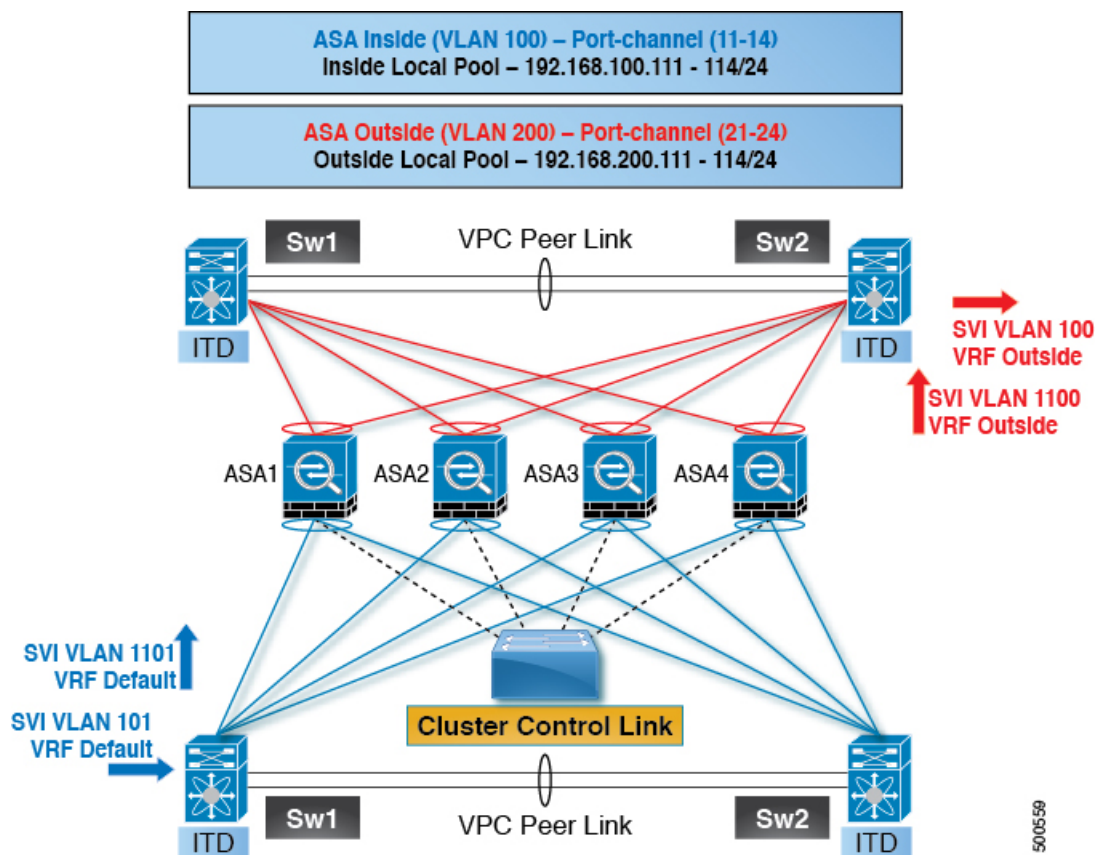 ASA Inside (VLAN 100) – Port-channel (11-14)
Inside Local Pool – 192.168.100.111 - 114/24
ASA Outside (VLAN 200) – Port-channel (21-24)
Outside Local Pool – 192.168.200.111 - 114/24
Sw1
VPC Peer Link
Sw2
ITD
ITD
SVI VLAN 100
VRF Outside
SVI VLAN 1100
VRF Outside
ASA1
ASA2
ASA3
ASA4
SVI VLAN 1101
VRF Default
SVI VLAN 101
VRF Default
Cluster Control Link
Sw1
VPC Peer Link
Sw2
ITD
ITD
500559